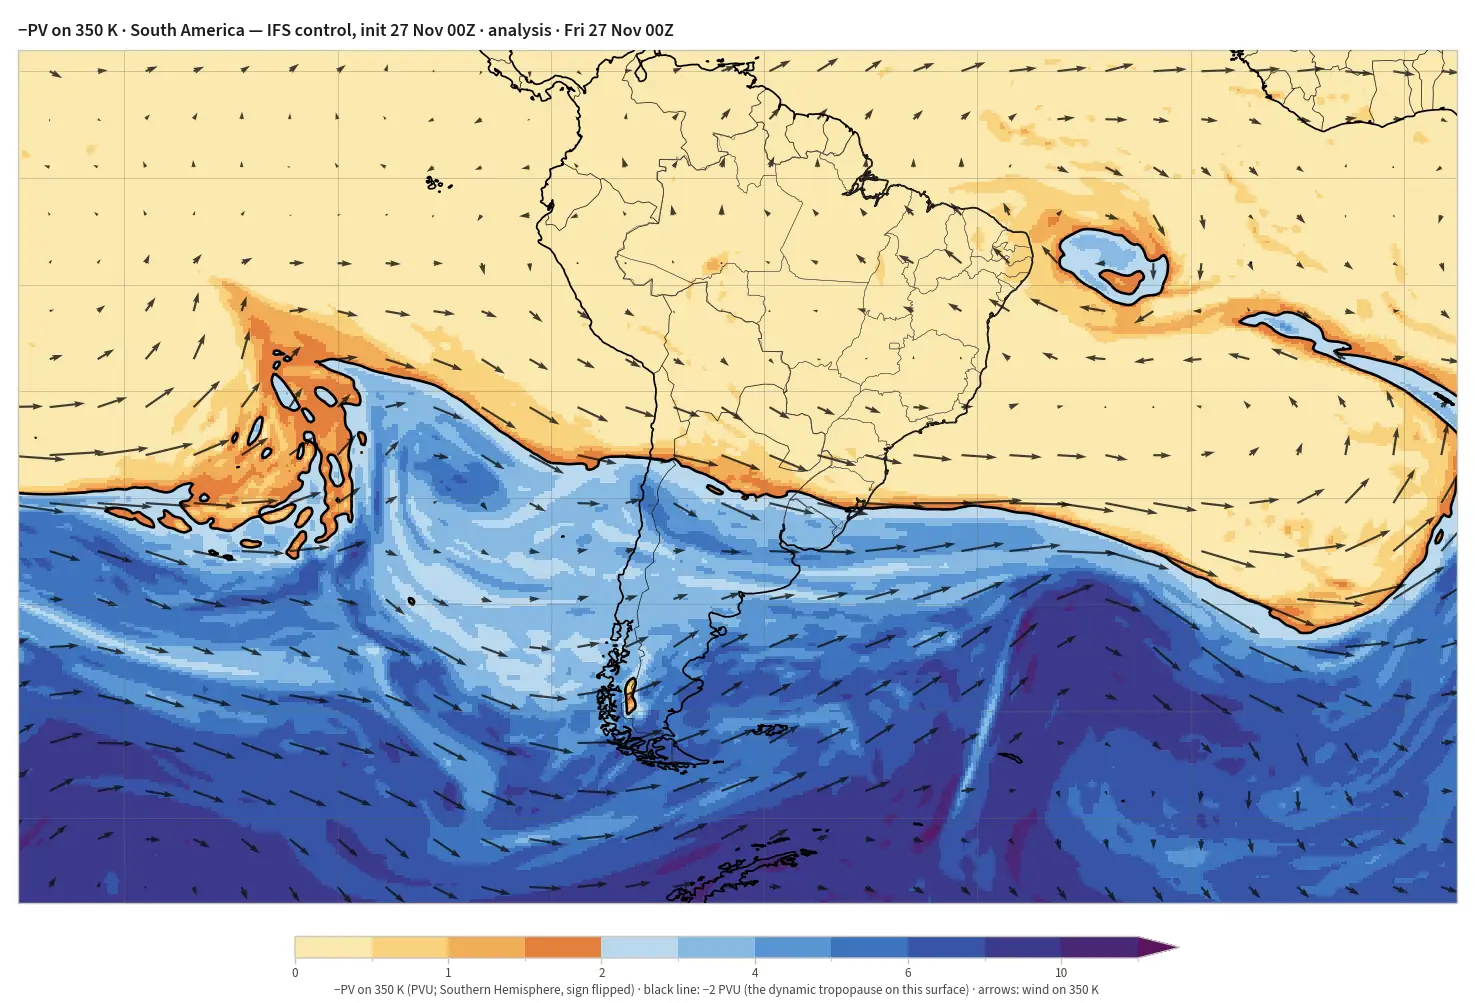 −PV on 350 K · South America — IFS control, init 27 Nov 00Z · analysis · Fri 27 Nov 00Z
0 1 2 4 6 10
−PV on 350 K (PVU; Southern Hemisphere, sign flipped) · black line: −2 PVU (the dynamic tropopause on this surface) · arrows: wind on 350 K